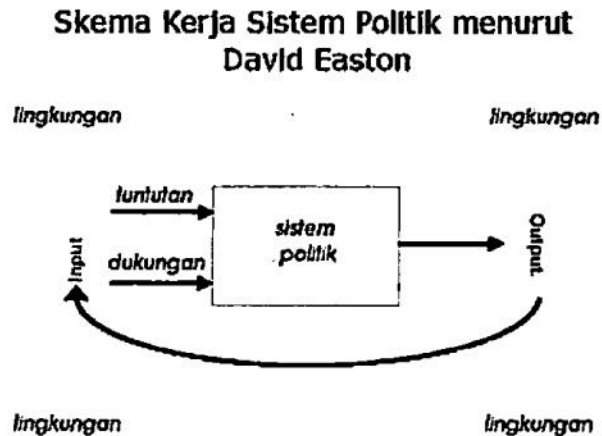 Skema Kerja Sistem Politik menurut
David Easton
lingkungan
lingkungan
tuntutan
sistem
politik
dukungan
Input
Output
lingkungan
lingkungan